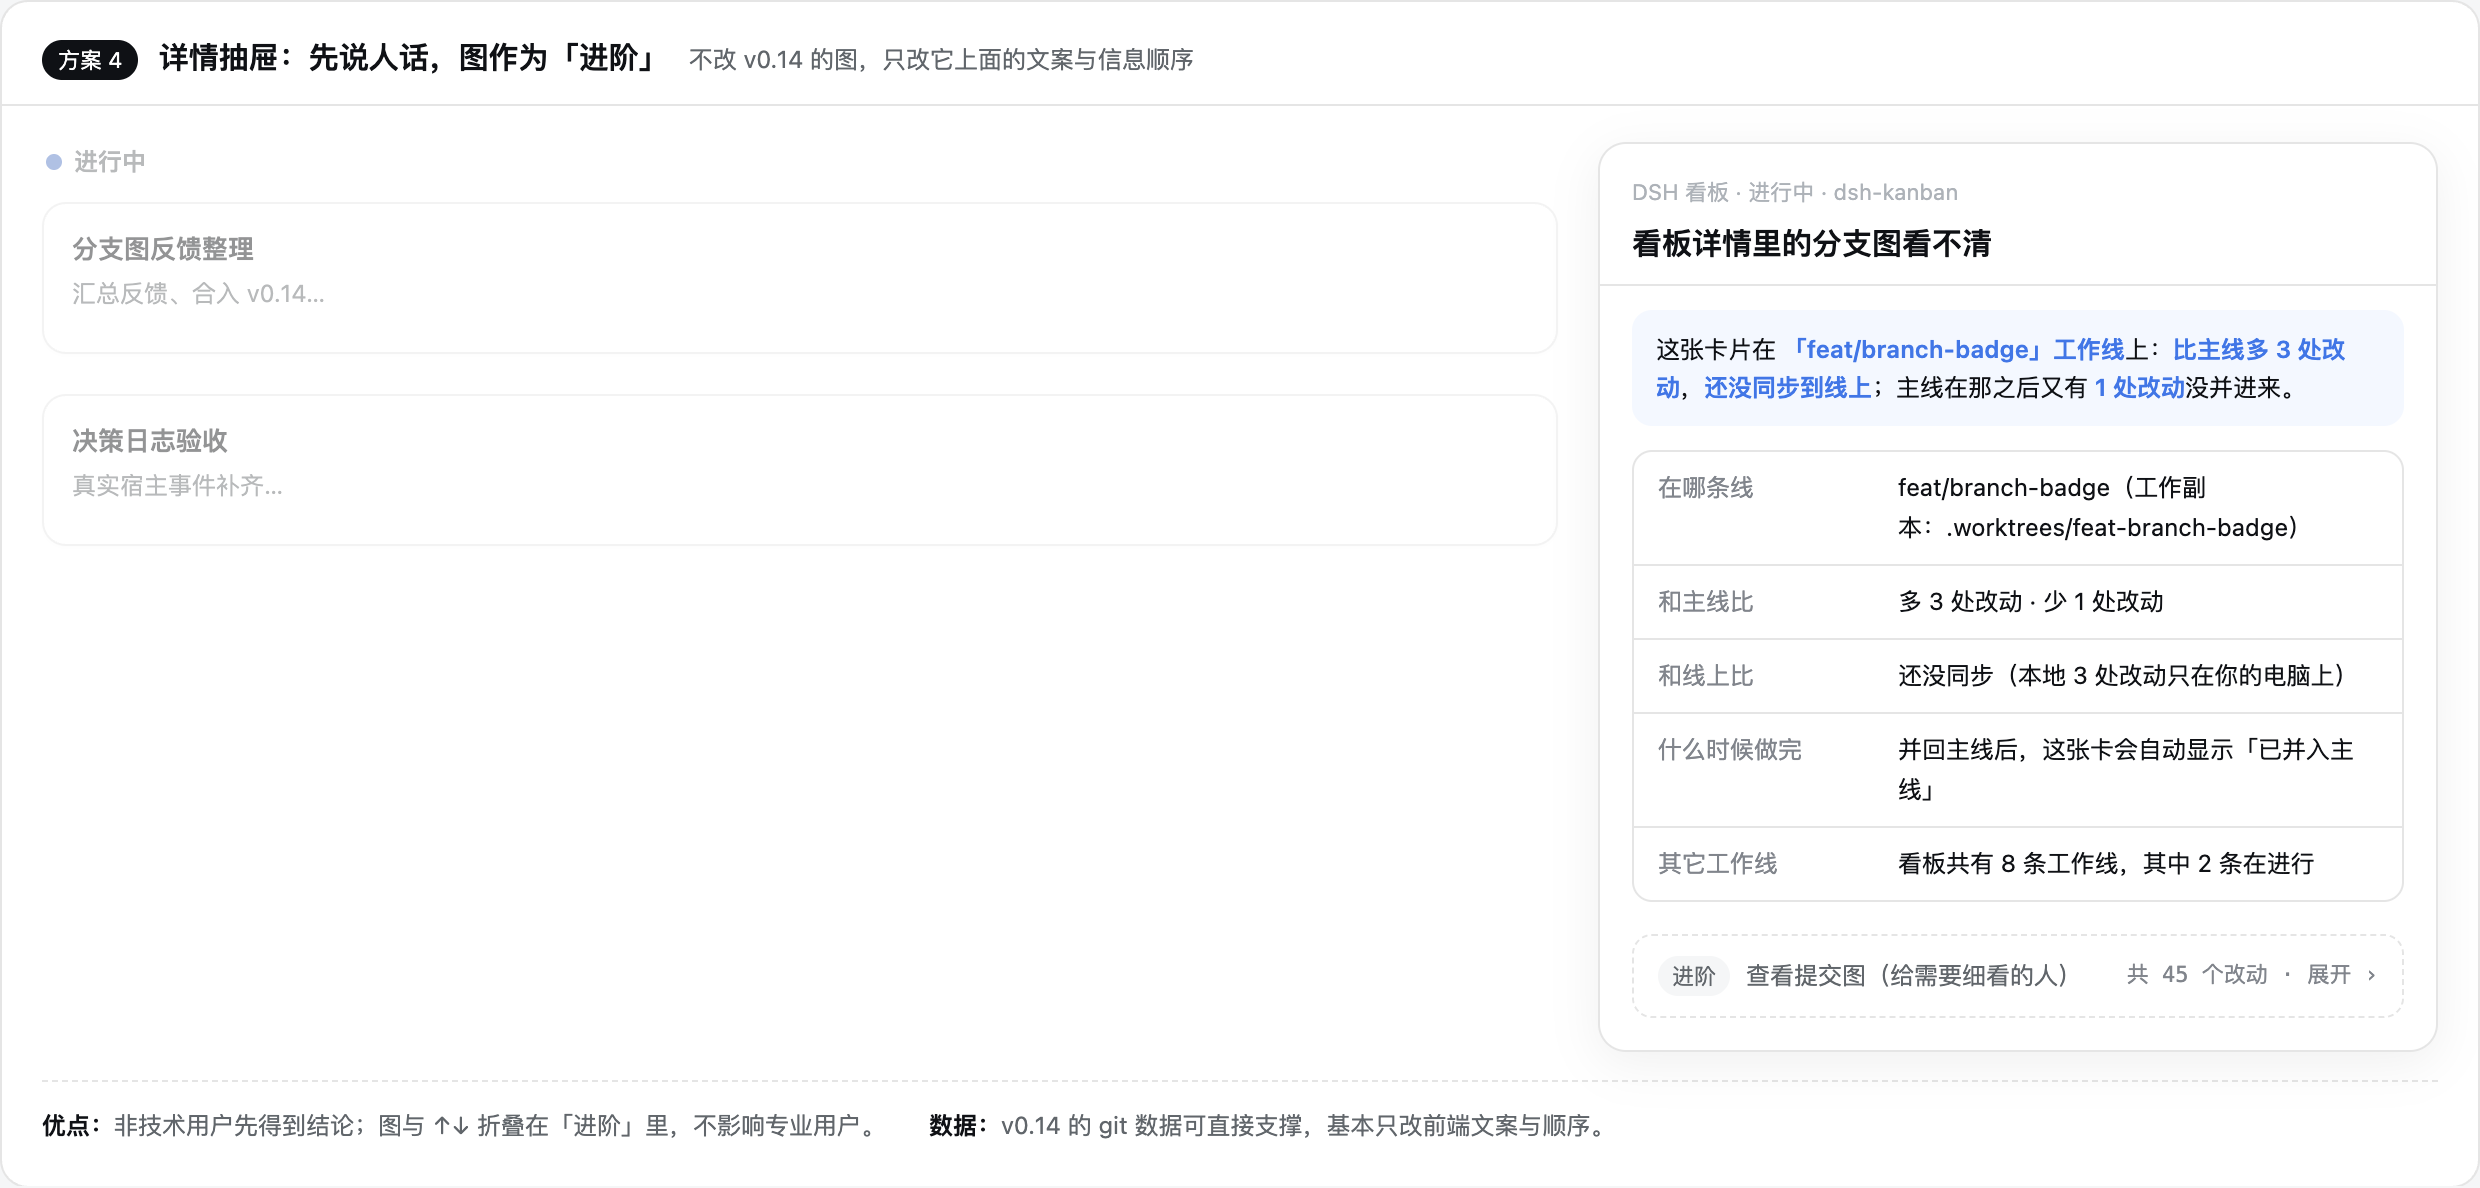 方案 4 详情抽屉：先说人话，图作为「进阶」 不改 v0.14 的图，只改它上面的文案与信息顺序
进行中
分支图反馈整理
汇总反馈、合入 v0.14...
决策日志验收
真实宿主事件补齐...
DSH 看板 · 进行中 · dsh-kanban
看板详情里的分支图看不清
这张卡片在「feat/branch-badge」工作线上：比主线多 3 处改
动，还没同步到线上；主线在那之后又有 1 处改动没并进来。
在哪条线 feat/branch-badge（工作副
本：.worktrees/feat-branch-badge）
和主线比 多 3 处改动 · 少 1 处改动
和线上比 还没同步（本地 3 处改动只在你的电脑上）
什么时候做完 并回主线后，这张卡会自动显示「已并入主
线」
其它工作线 看板共有 8 条工作线，其中 2 条在进行
进阶 查看提交图（给需要细看的人） 共 45 个改动 · 展开 ›
优点：非技术用户先得到结论；图与 ↑↓ 折叠在「进阶」里，不影响专业用户。 数据：v0.14 的 git 数据可直接支撑，基本只改前端文案与顺序。